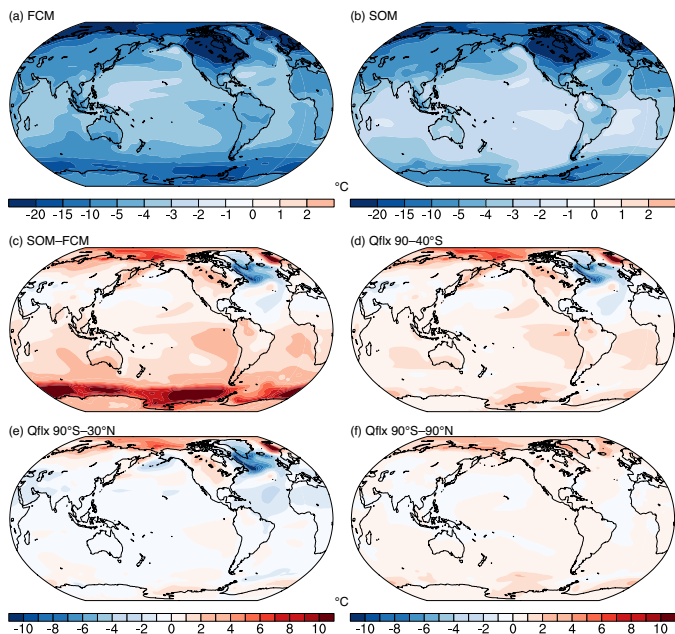 (a) FCM
(b) SOM
°C
-20 -15 -10 -5 -4 -3 -2 -1 0 1 2
-20 -15 -10 -5 -4 -3 -2 -1 0 1 2
(c) SOM–FCM
(d) Qflx 90–40°S
(e) Qflx 90°S–30°N
(f) Qflx 90°S–90°N
°C
-10 -8 -6 -4 -2 0 2 4 6 8 10
-10 -8 -6 -4 -2 0 2 4 6 8 10